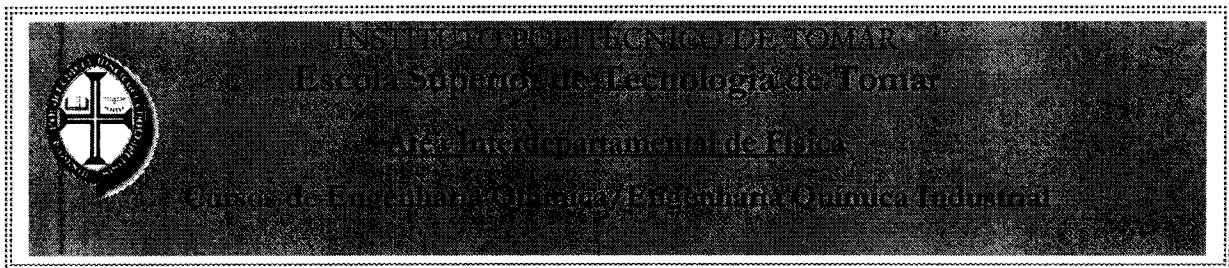 INSTITUTO POLITÉCNICO DE TOMAR
Escola Superior de Tecnologia de Tomar
Área Interdepartamental de Física
Cursos de Engenharia Química/ Engenharia Química Industrial